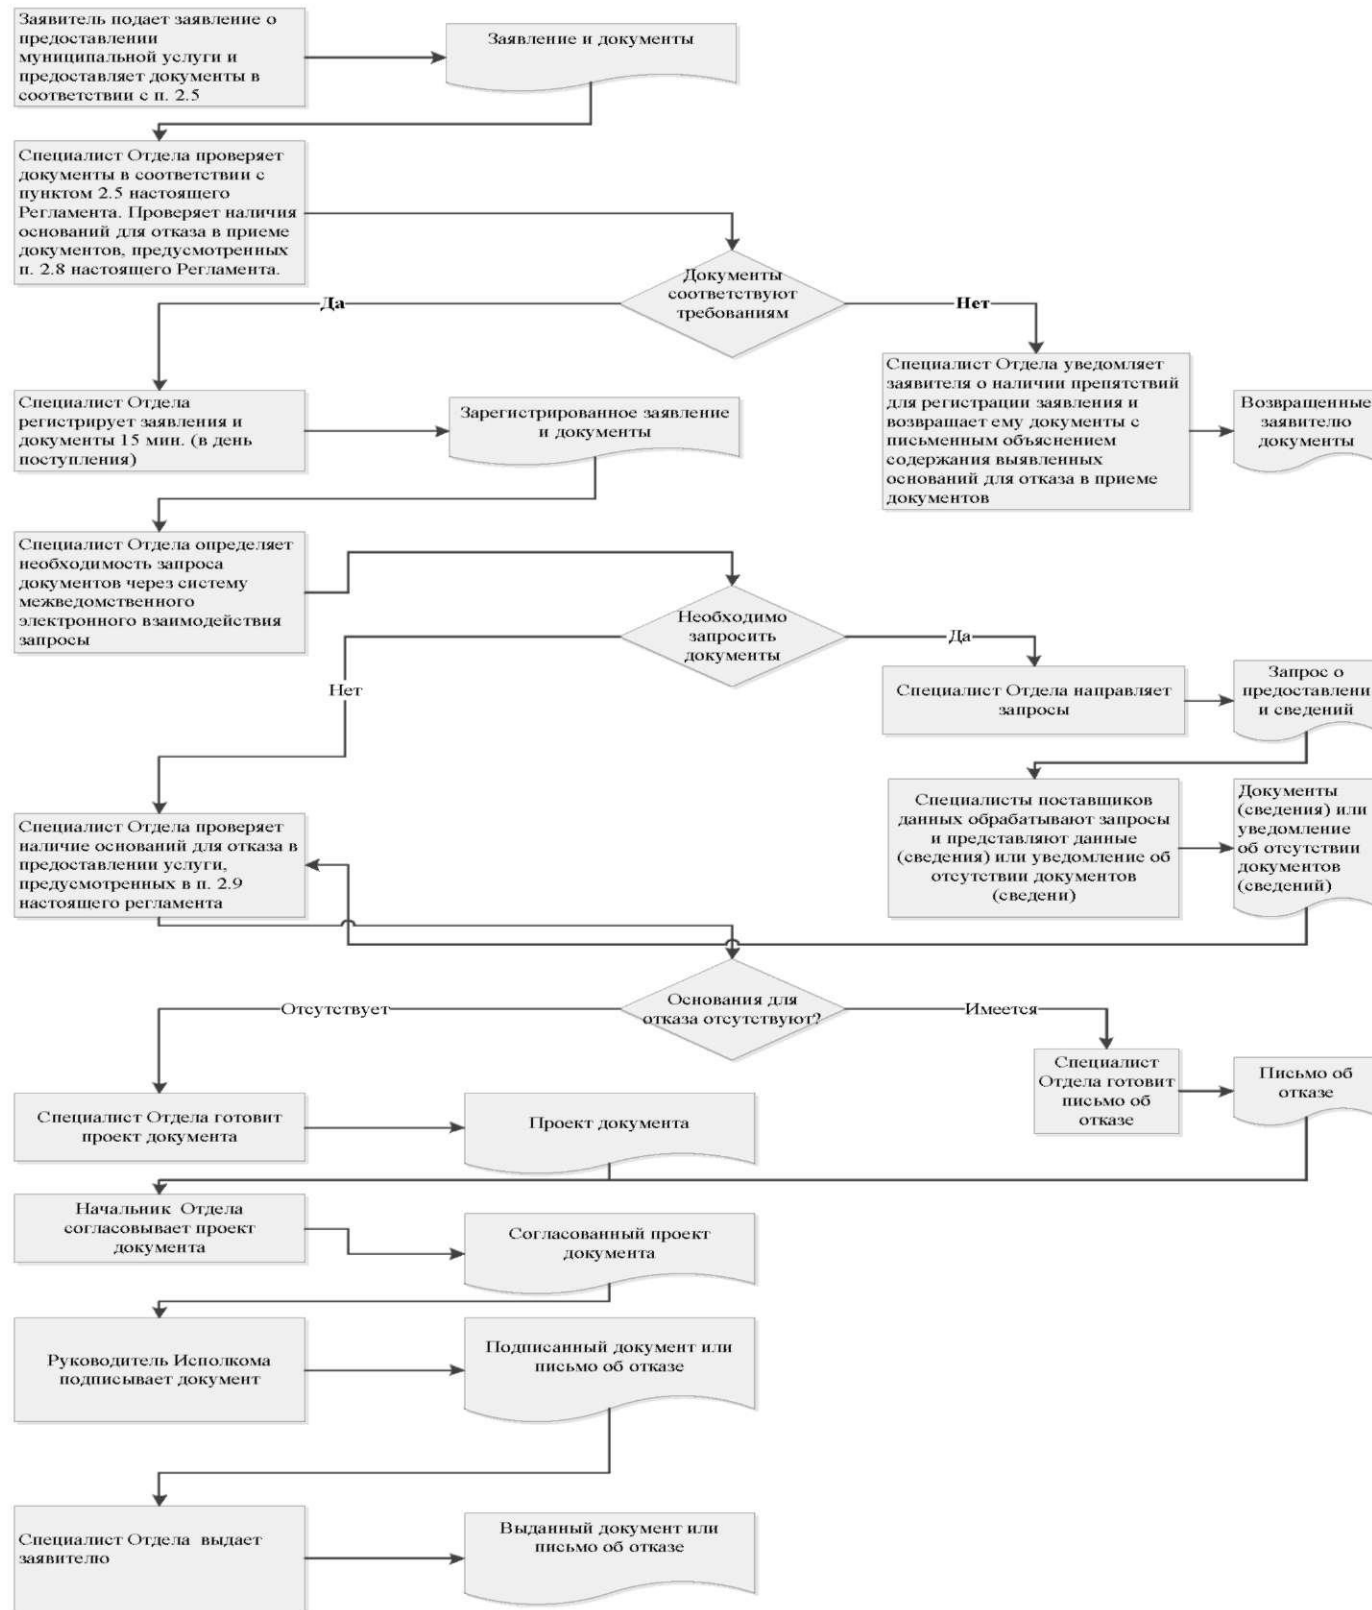 Заявитель подает заявление о
предоставлении
муниципальной услуги и
предоставляет документы в
соответствии с п. 2.5
Заявление и документы
Специалист Отдела проверяет
документы в соответствии с
пунктом 2.5 настоящего
Регламента. Проверяет наличия
оснований для отказа в приеме
документов, предусмотренных
п. 2.8 настоящего Регламента.
Документы
соответствуют
требованиям
Да
Нет
Специалист Отдела
регистрирует заявления и
документы 15 мин. (в день
поступления)
Зарегистрированное заявление
и документы
Специалист Отдела уведомляет
заявителя о наличии препятствий
для регистрации заявления и
возвращает ему документы с
письменным объяснением
содержания выявленных
оснований для отказа в приеме
документов
Возвращенные
заявителю
документы
Специалист Отдела определяет
необходимость запроса
документов через систему
межведомственного
электронного взаимодействия
запросы
Необходимо
запросить
документы
Да
Нет
Специалист Отдела направляет
запросы
Запрос о
предоставлени
и сведений
Специалисты поставщиков
данных обрабатывают запросы
и представляют данные
(сведения) или уведомление об
отсутствии документов
(сведени)
Документы
(сведения) или
уведомление
об отсутствии
документов
(сведений)
Специалист Отдела проверяет
наличие оснований для отказа в
предоставлении услуги,
предусмотренных в п. 2.9
настоящего регламента
Основания для
отказа отсутствуют?
Отсутствует
Имеется
Специалист
Отдела готовит
письмо об
отказе
Письмо об
отказе
Специалист Отдела готовит
проект документа
Проект документа
Начальник Отдела
согласовывает проект
документа
Согласованный проект
документа
Руководитель Исполкома
подписывает документ
Подписанный документ или
письмо об отказе
Специалист Отдела выдает
заявителю
Выданный документ или
письмо об отказе